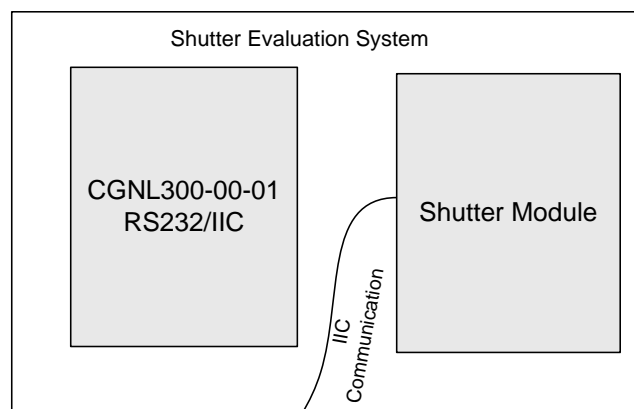 Shutter Evaluation System
CGNL300-00-01
RS232/IIC
Shutter Module
IIC
Communication